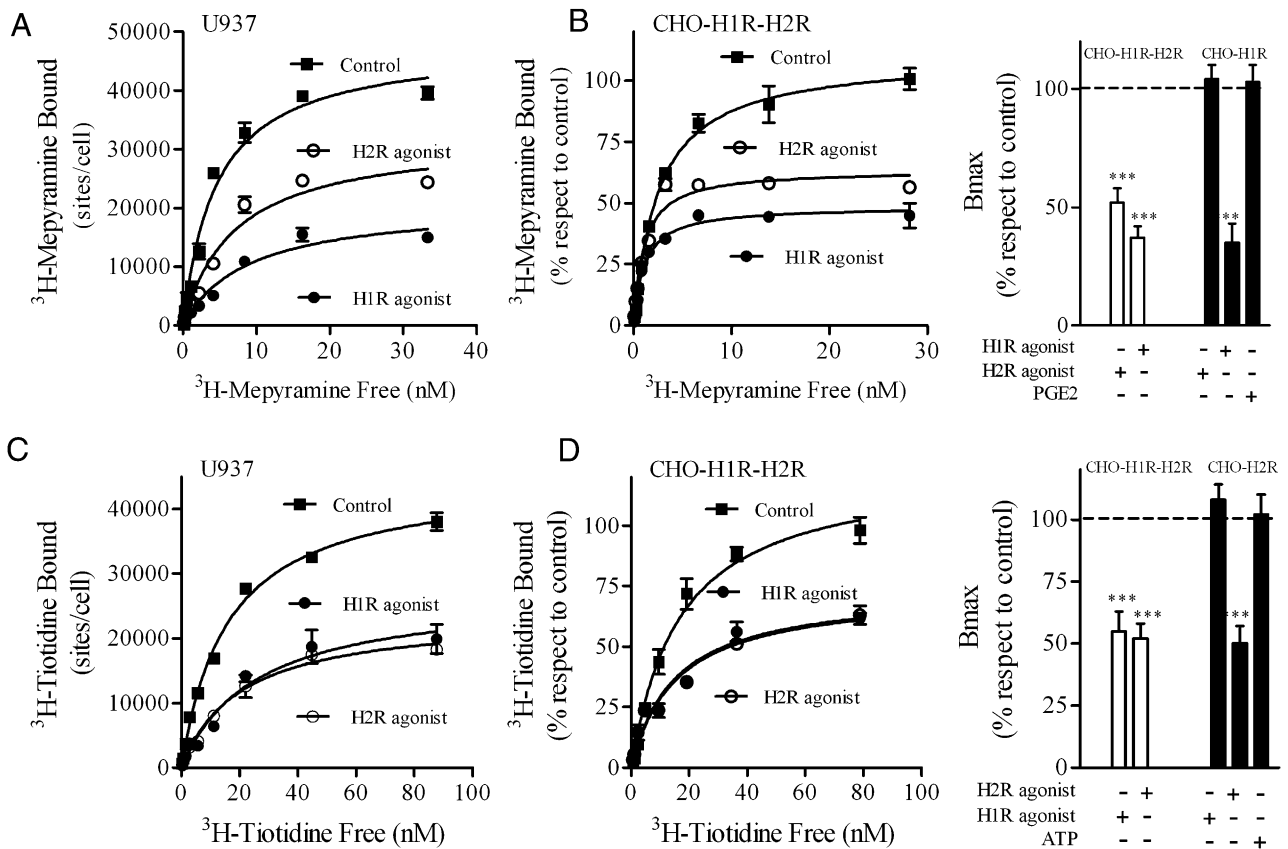 A
U937
50000
40000
30000
20000
10000
0
³H-Mepyramine Bound
(sites/cell)
Control
H2R agonist
H1R agonist
0 10 20 30 40
³H-Mepyramine Free (nM)
B
CHO-H1R-H2R
100
75
50
25
0
³H-Mepyramine Bound
(% respect to control)
Control
H2R agonist
H1R agonist
0 10 20 30
³H-Mepyramine Free (nM)
CHO-H1R-H2R CHO-H1R
100
50
0
Bmax
(% respect to control)
*** *** **
H1R agonist - + - + -
H2R agonist + - + - -
PGE2 - - - - +
C
U937
40000
30000
20000
10000
0
³H-Tiotidine Bound
(sites/cell)
Control
H1R agonist
H2R agonist
0 20 40 60 80 100
³H-Tiotidine Free (nM)
D
CHO-H1R-H2R
100
75
50
25
0
³H-Tiotidine Bound
(% respect to control)
Control
H1R agonist
H2R agonist
0 20 40 60 80 100
³H-Tiotidine Free (nM)
CHO-H1R-H2R CHO-H2R
100
75
50
25
0
Bmax
(% respect to control)
*** *** ***
H2R agonist - + - + -
H1R agonist + - + - -
ATP - - - - +